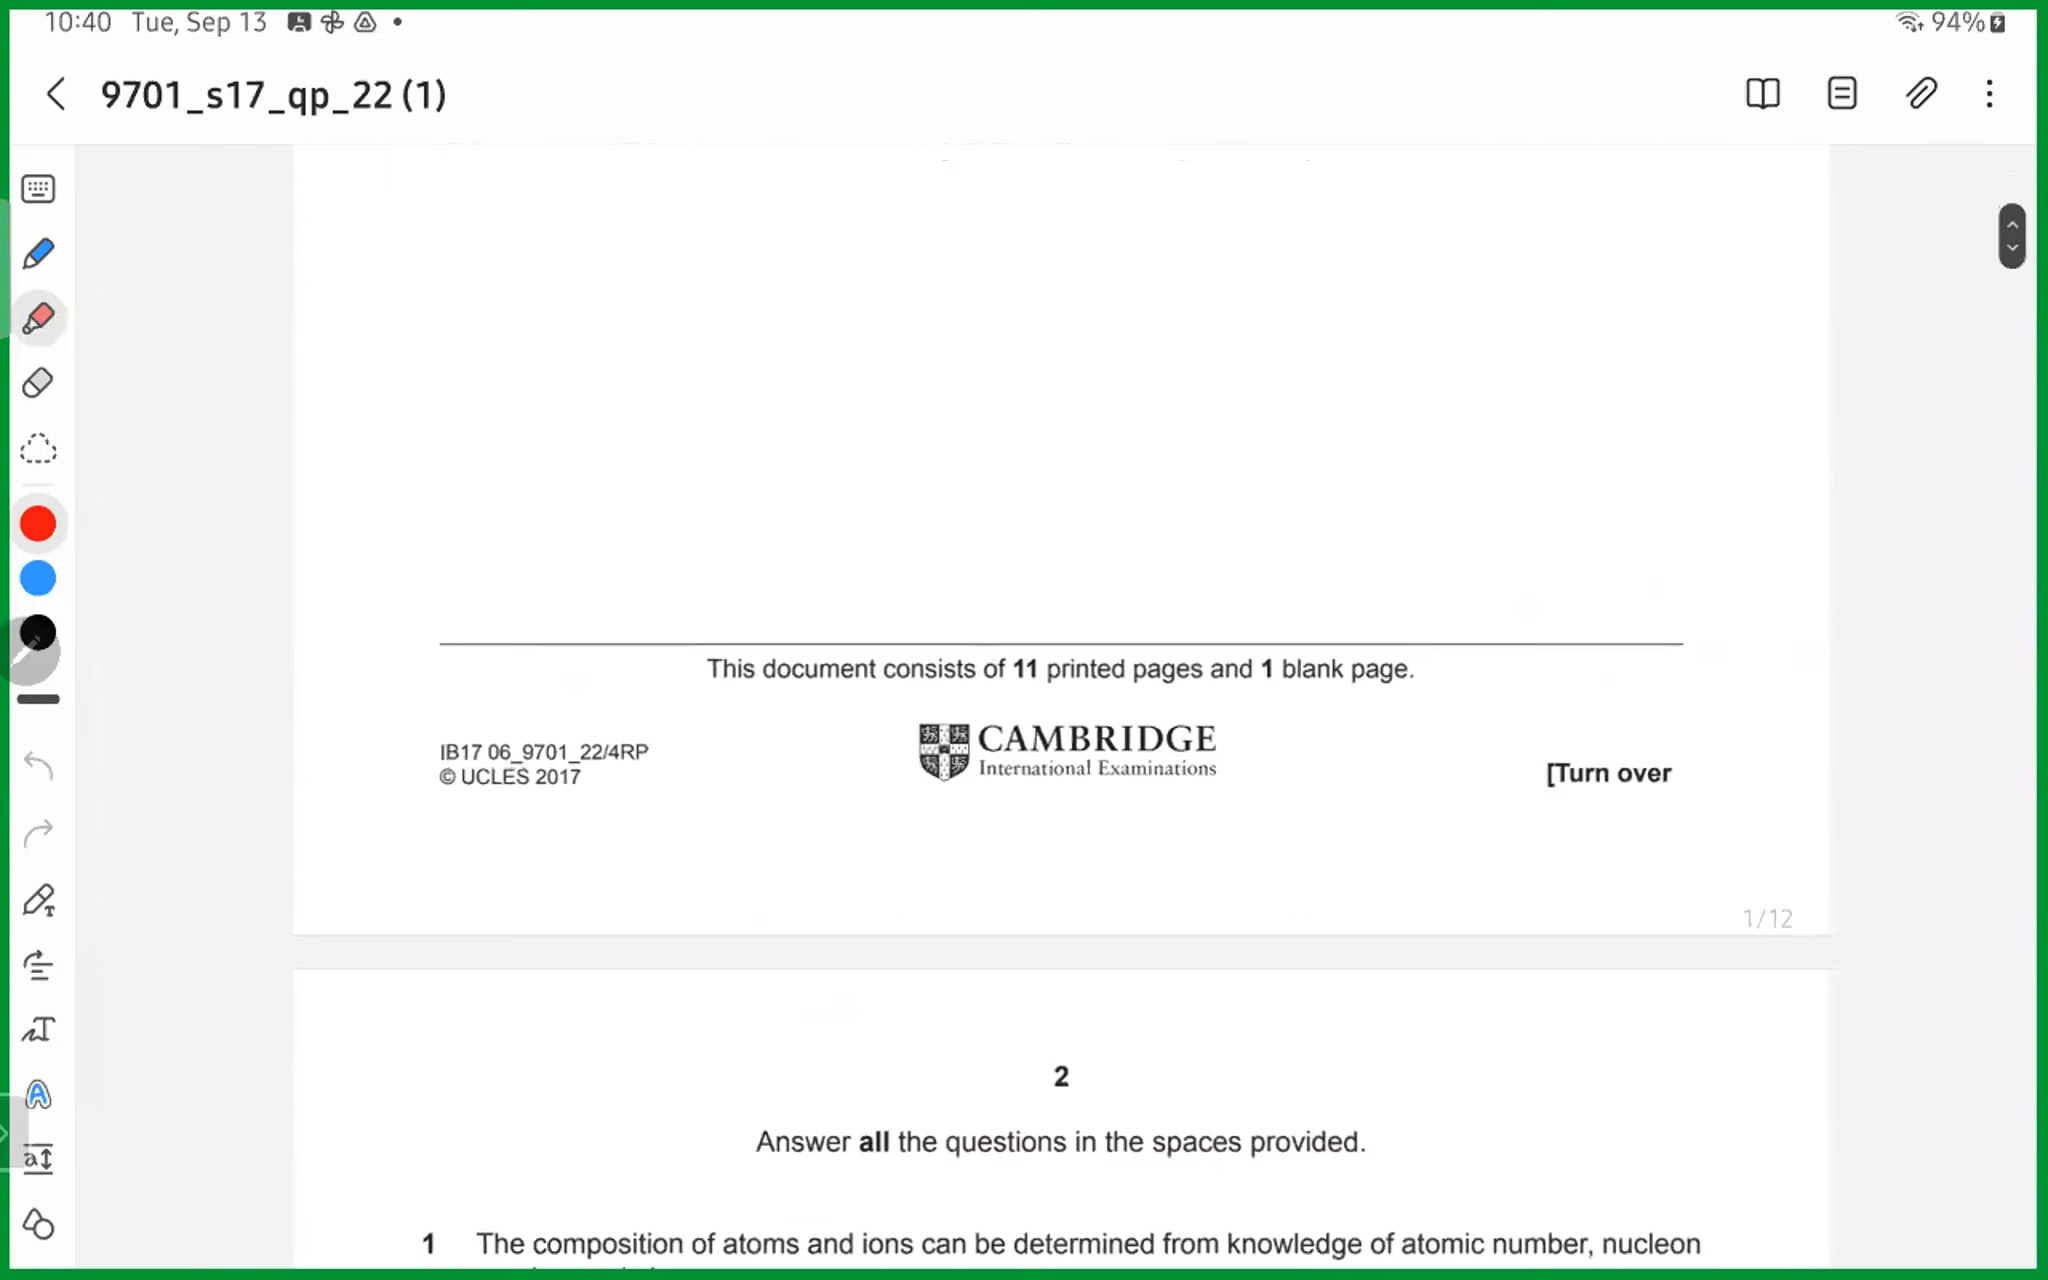 10:40 Tue, Sep 13
94%
9701_s17_qp_22 (1)
This document consists of 11 printed pages and 1 blank page.
IB17 06_9701_22/4RP
© UCLES 2017
CAMBRIDGE
International Examinations
[Turn over
1/12
2
Answer all the questions in the spaces provided.
1 The composition of atoms and ions can be determined from knowledge of atomic number, nucleon